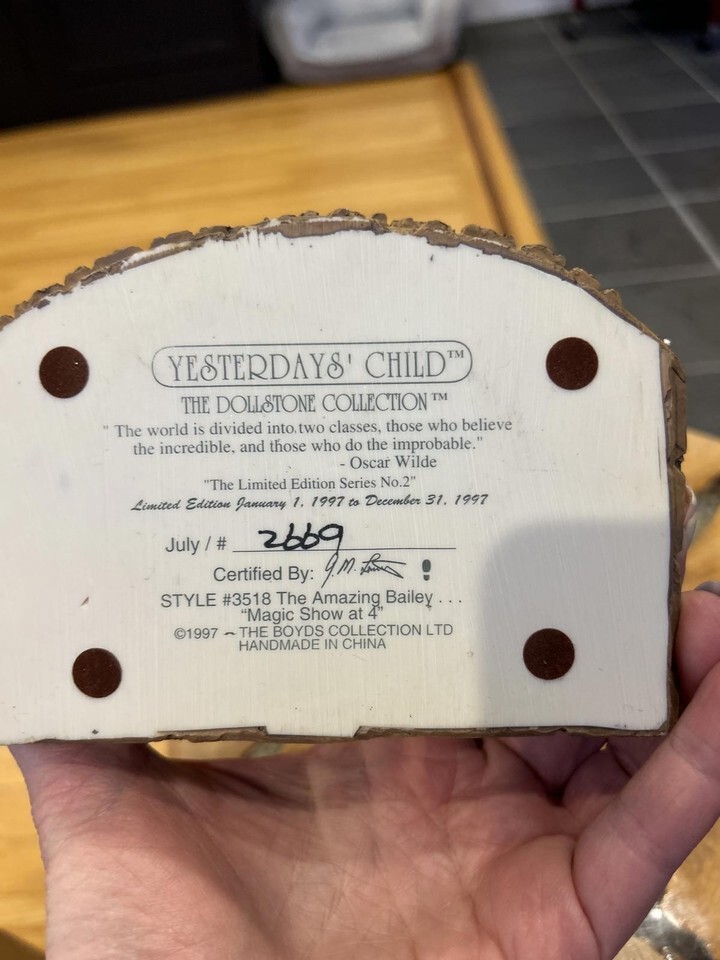 YESTERDAYS' CHILD™
THE DOLLSTONE COLLECTION™
" The world is divided into two classes, those who believe
the incredible, and those who do the improbable."
- Oscar Wilde
"The Limited Edition Series No.2"
Limited Edition January 1, 1997 to December 31, 1997
July / # 2669
Certified By: G.M.
STYLE #3518 The Amazing Bailey . . .
“Magic Show at 4”
©1997 ~ THE BOYDS COLLECTION LTD
HANDMADE IN CHINA